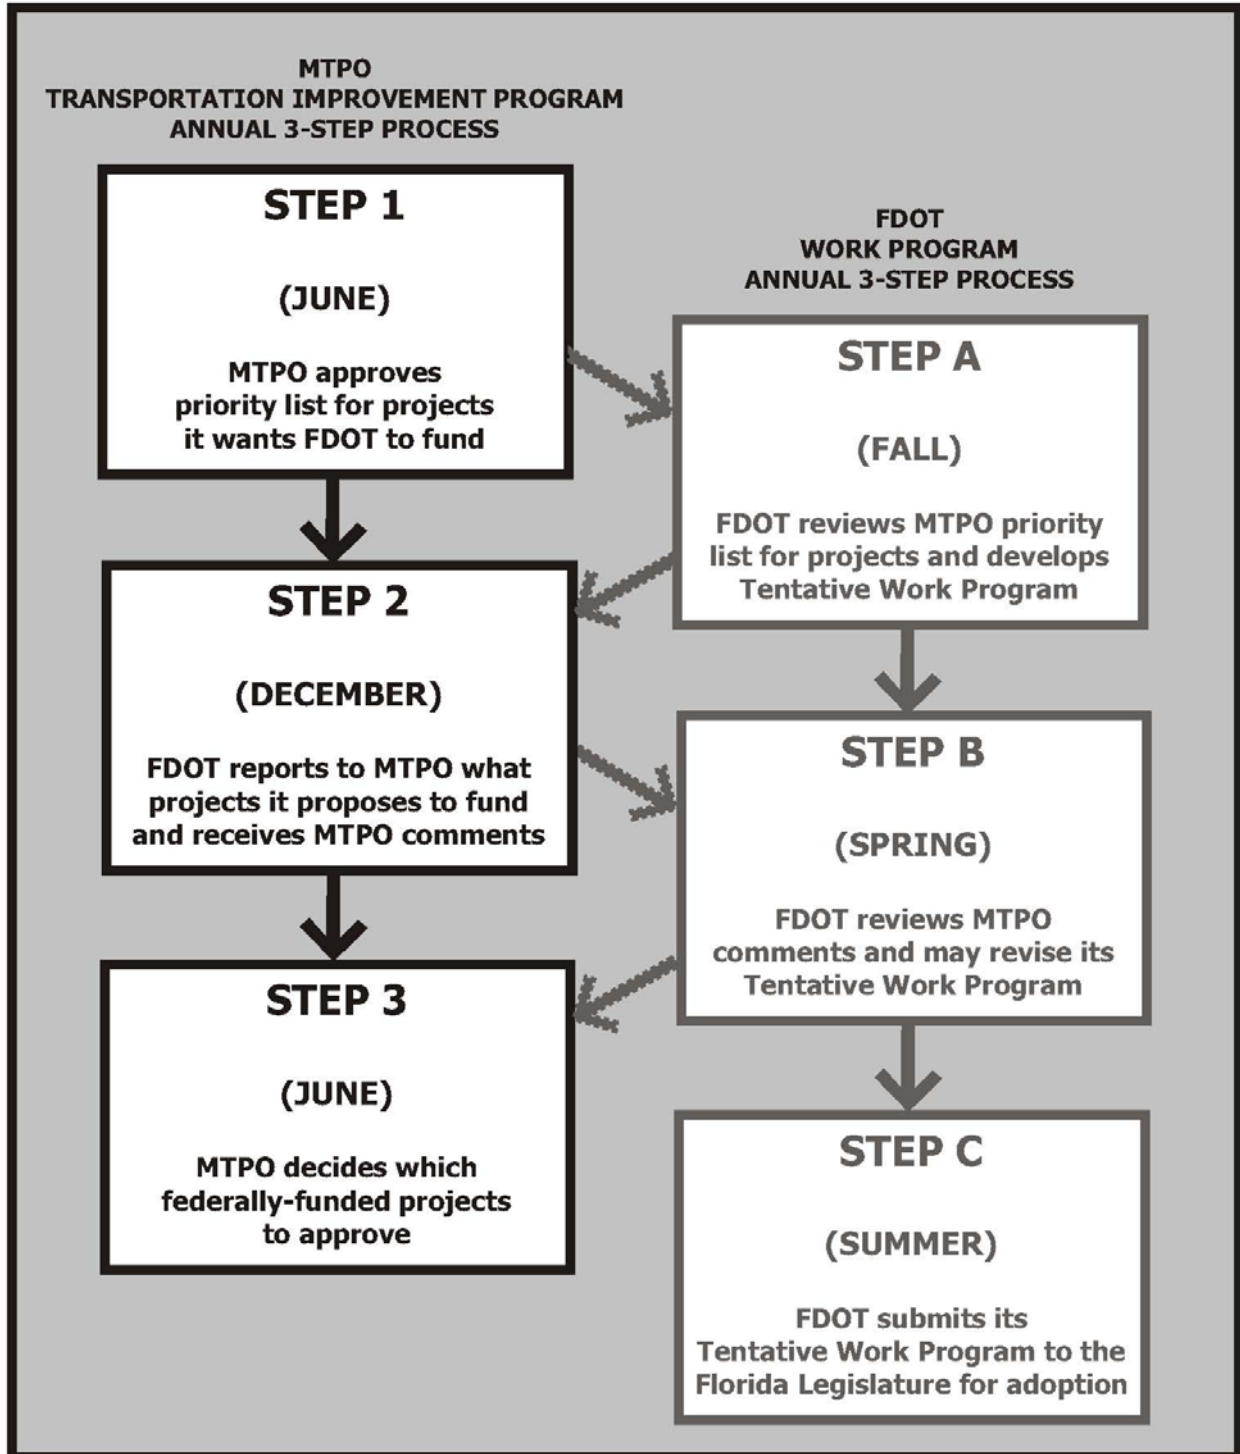 MTPO
TRANSPORTATION IMPROVEMENT PROGRAM
ANNUAL 3-STEP PROCESS
STEP 1
(JUNE)
MTPO approves
priority list for projects
it wants FDOT to fund
STEP 2
(DECEMBER)
FDOT reports to MTPO what
projects it proposes to fund
and receives MTPO comments
STEP 3
(JUNE)
MTPO decides which
federally-funded projects
to approve
FDOT
WORK PROGRAM
ANNUAL 3-STEP PROCESS
STEP A
(FALL)
FDOT reviews MTPO priority
list for projects and develops
Tentative Work Program
STEP B
(SPRING)
FDOT reviews MTPO
comments and may revise its
Tentative Work Program
STEP C
(SUMMER)
FDOT submits its
Tentative Work Program to the
Florida Legislature for adoption